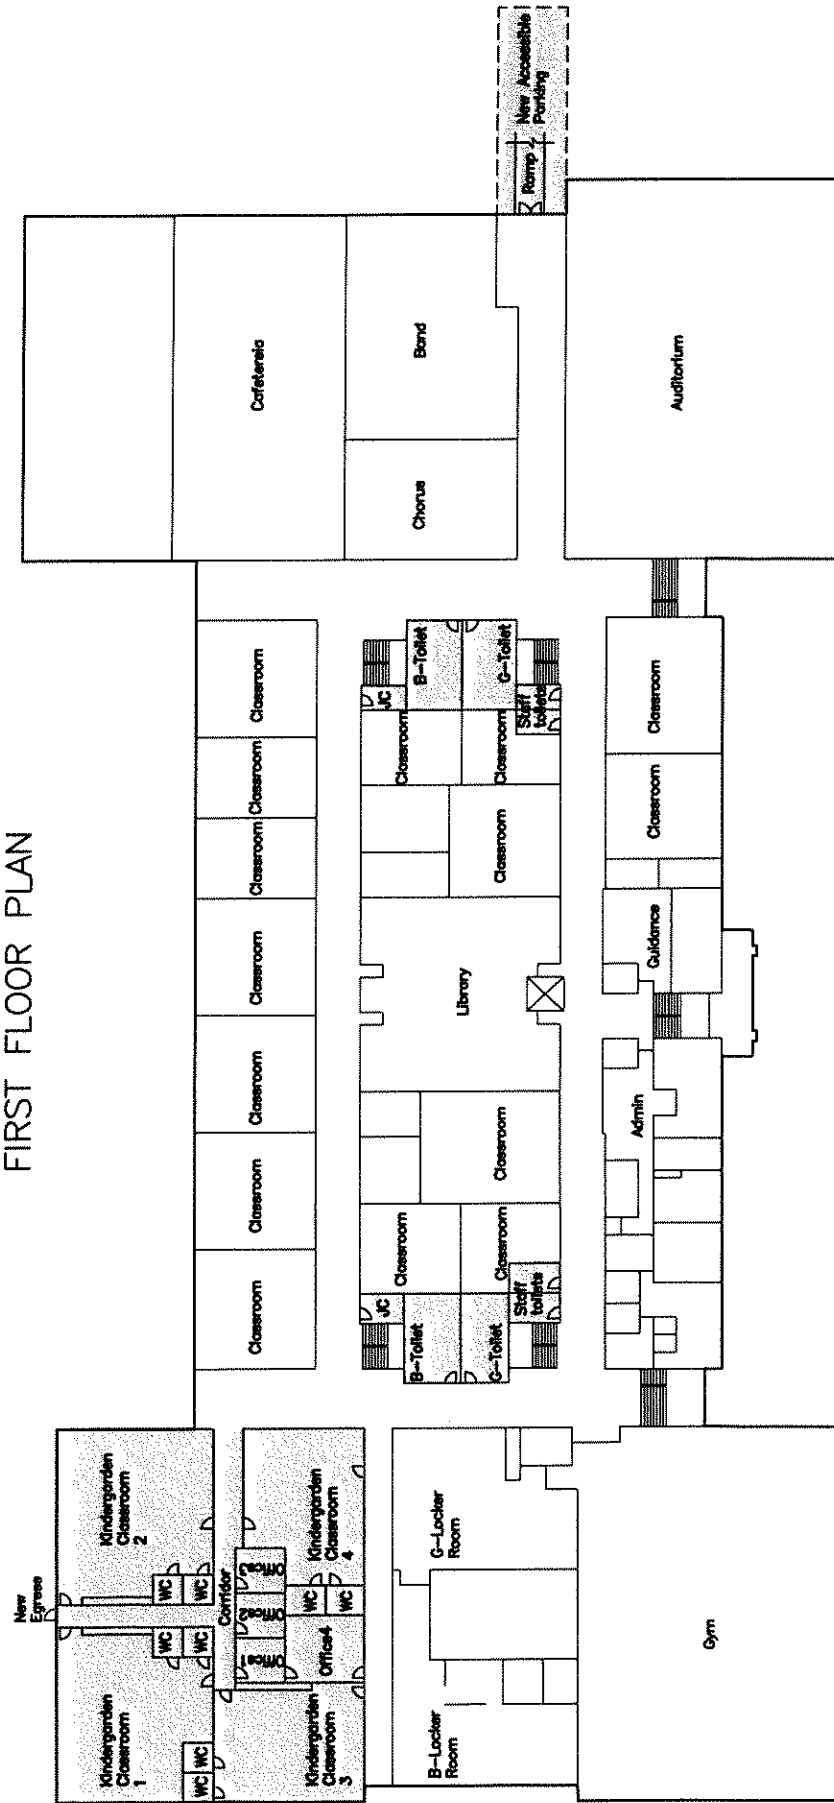 FIRST FLOOR PLAN
New
Egress
Kindergarden
Classroom
1
Kindergarden
Classroom
2
WC
WC
WC
WC
WC
WC
Corridor
Kindergarden
Classroom
3
Office1
Office2
Office3
Office4
WC
WC
Kindergarden
Classroom
4
B-Locker
Room
G-Locker
Room
Gym
Classroom
Classroom
Classroom
Classroom
Classroom
Classroom
Classroom
JC
B-Toilet
G-Toilet
Staff
toilets
Classroom
Classroom
Classroom
Library
Classroom
Classroom
Classroom
JC
B-Toilet
G-Toilet
Staff
toilets
Admin
Guidance
Classroom
Classroom
Cafeteria
Chorus
Band
Auditorium
Ramp
New Accessible
Parking